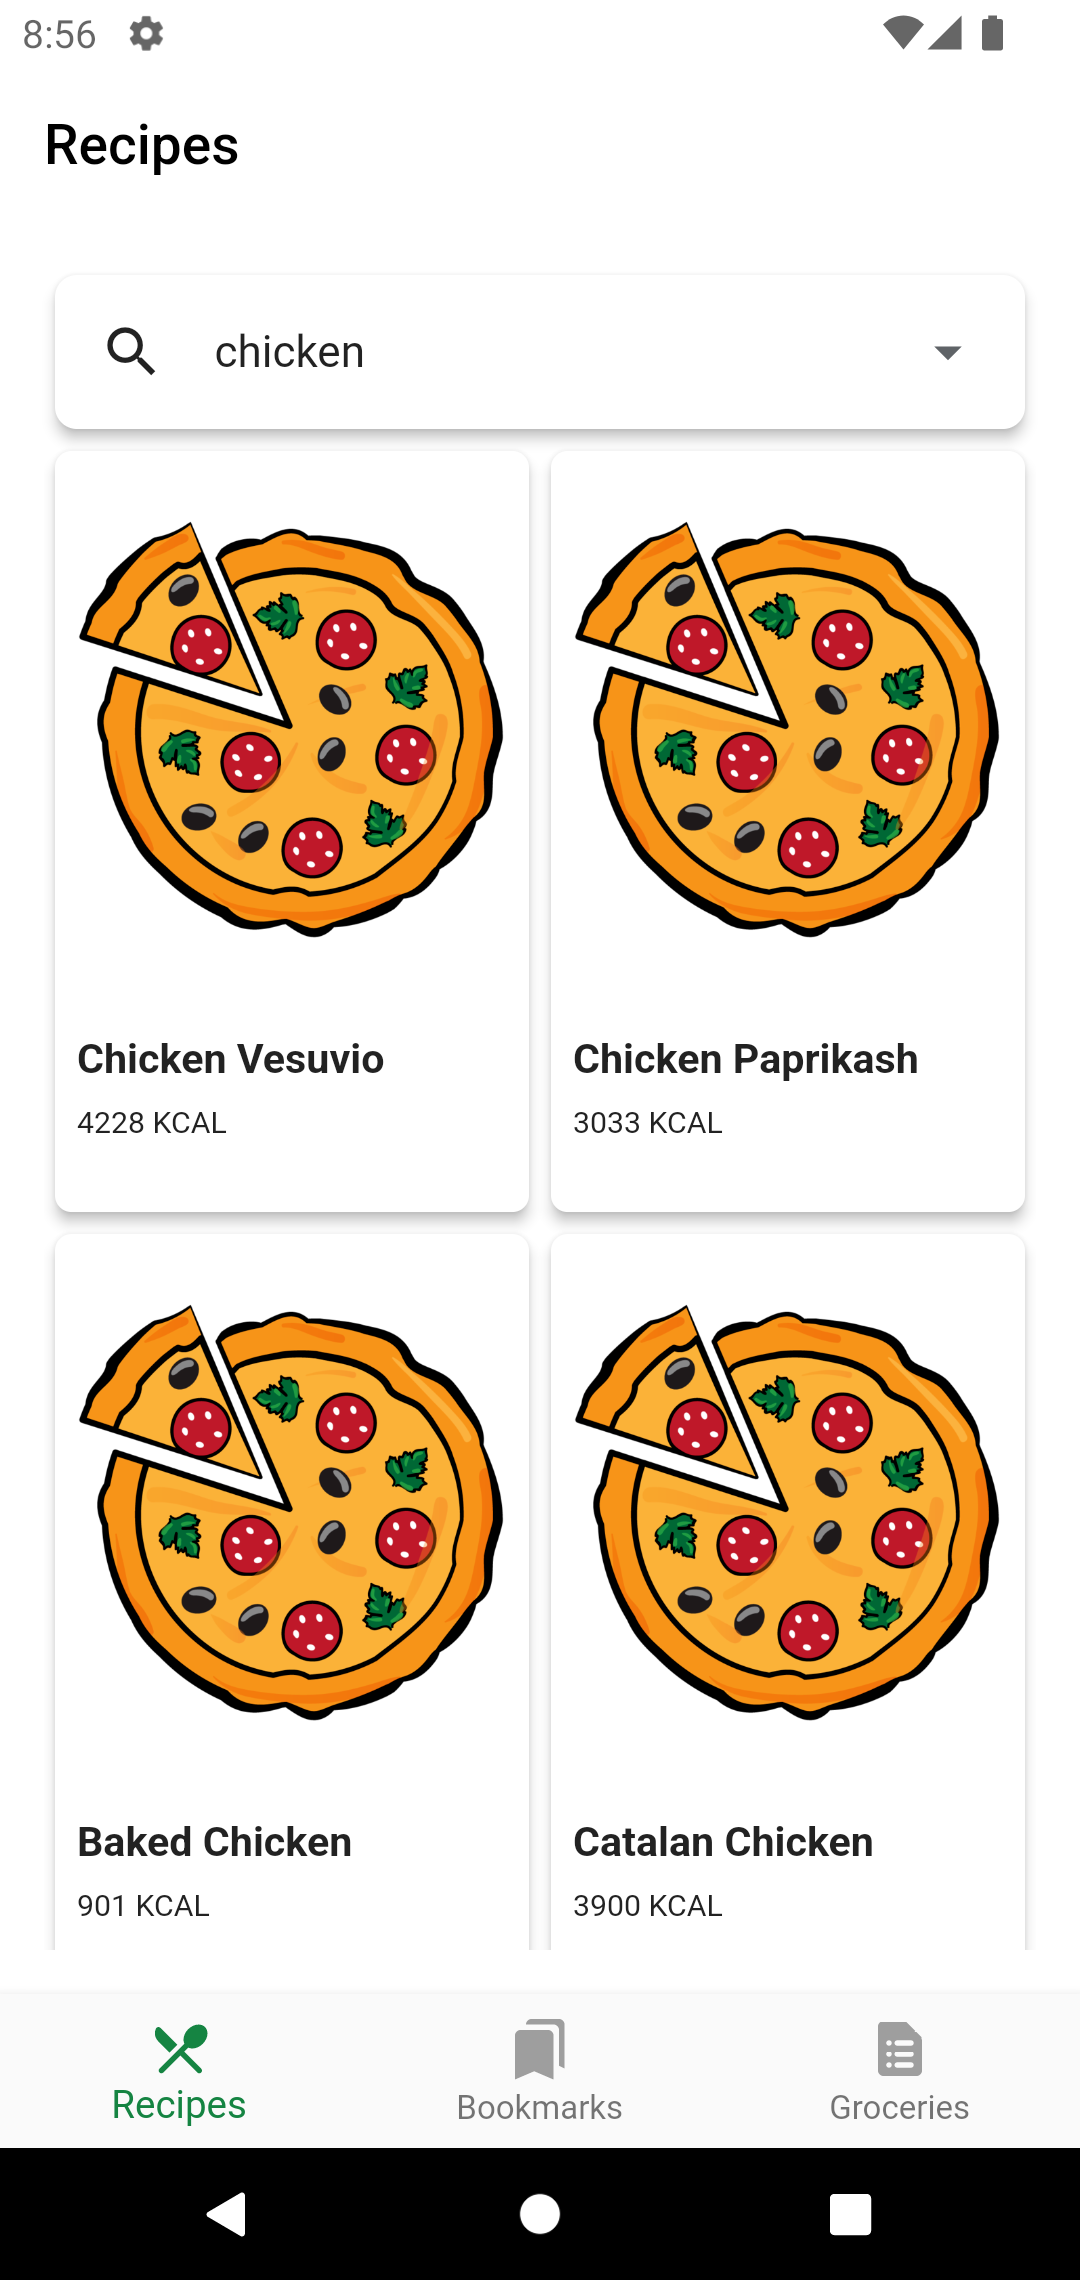 8:56
Recipes
chicken
Chicken Vesuvio
4228 KCAL
Chicken Paprikash
3033 KCAL
Baked Chicken
901 KCAL
Catalan Chicken
3900 KCAL
Recipes
Bookmarks
Groceries